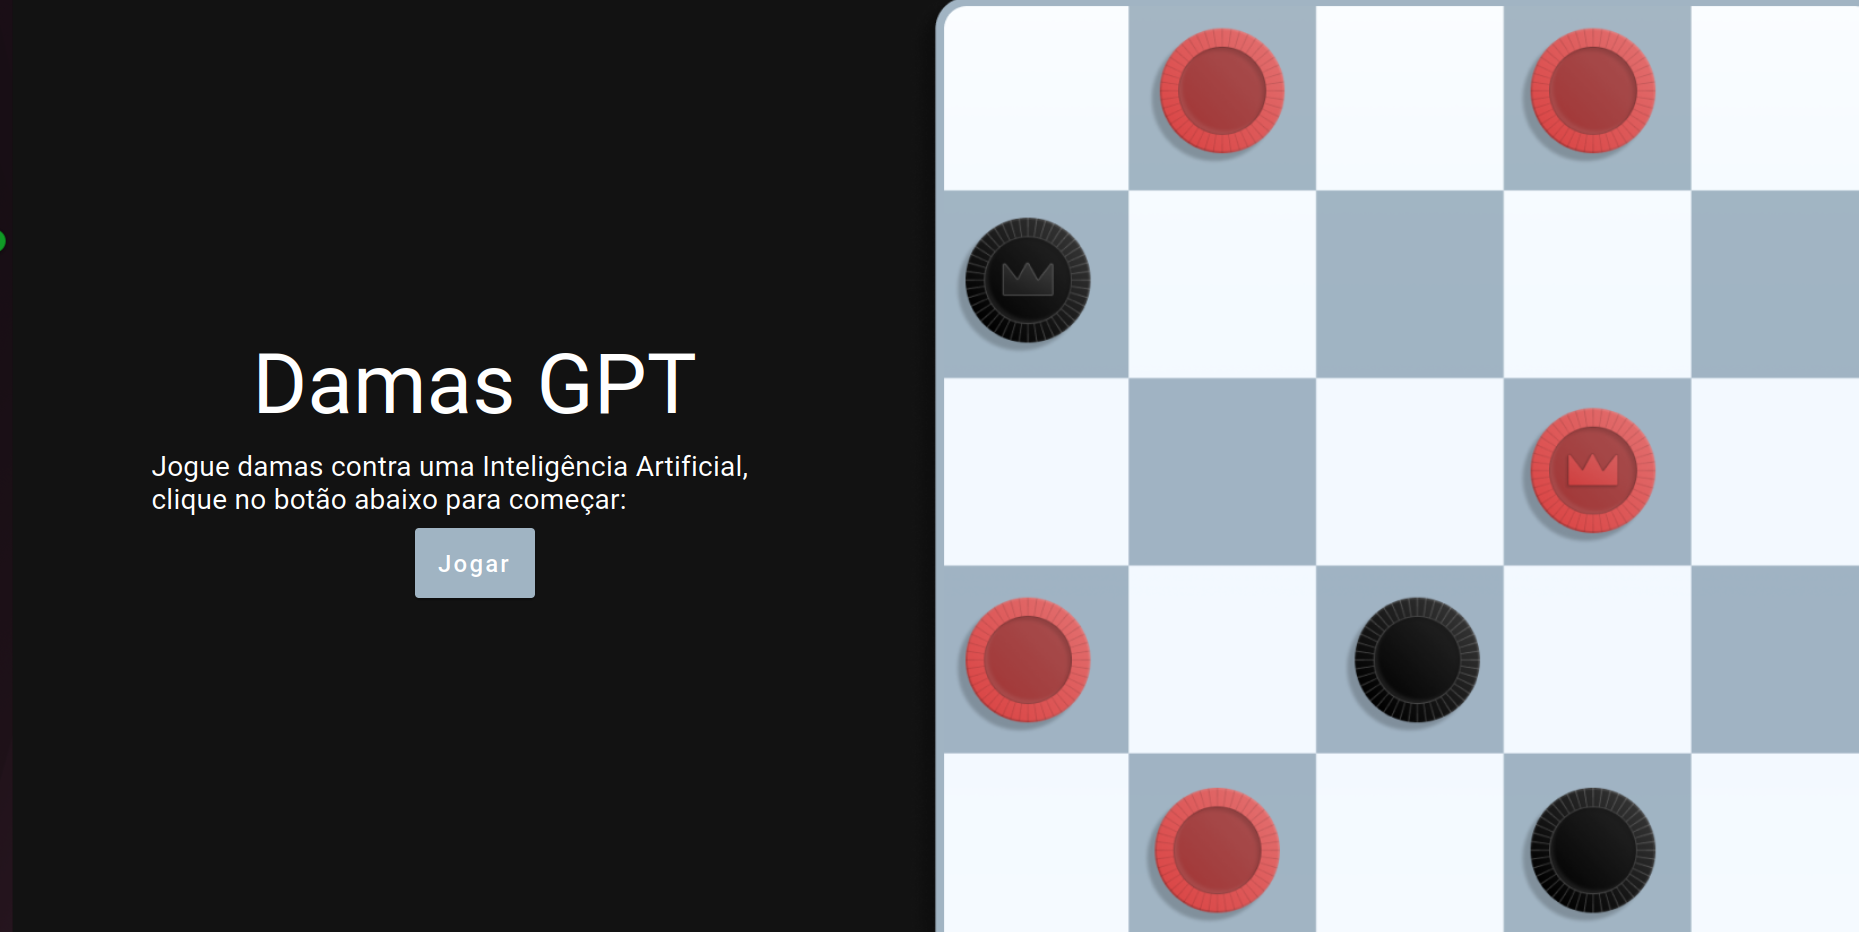 Damas GPT
Jogue damas contra uma Inteligência Artificial,
clique no botão abaixo para começar:
Jogar